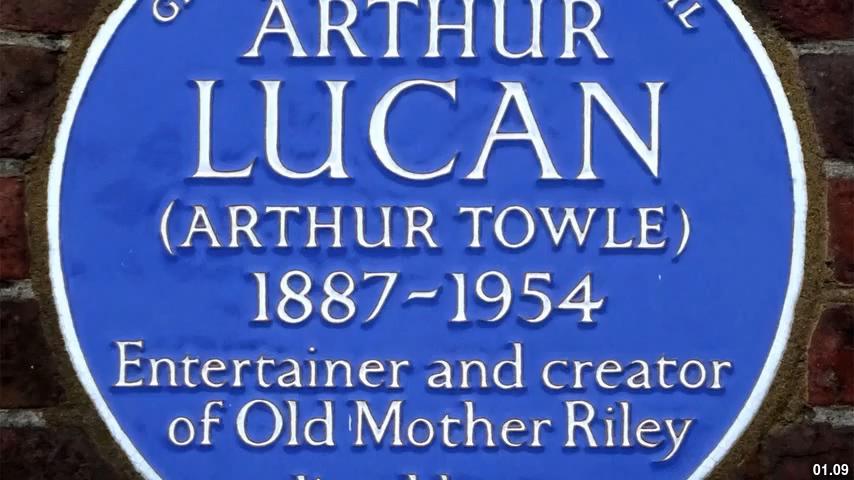 ARTHUR
LUCAN
(ARTHUR TOWLE)
1887-1954
Entertainer and creator
of Old Mother Riley
01.09